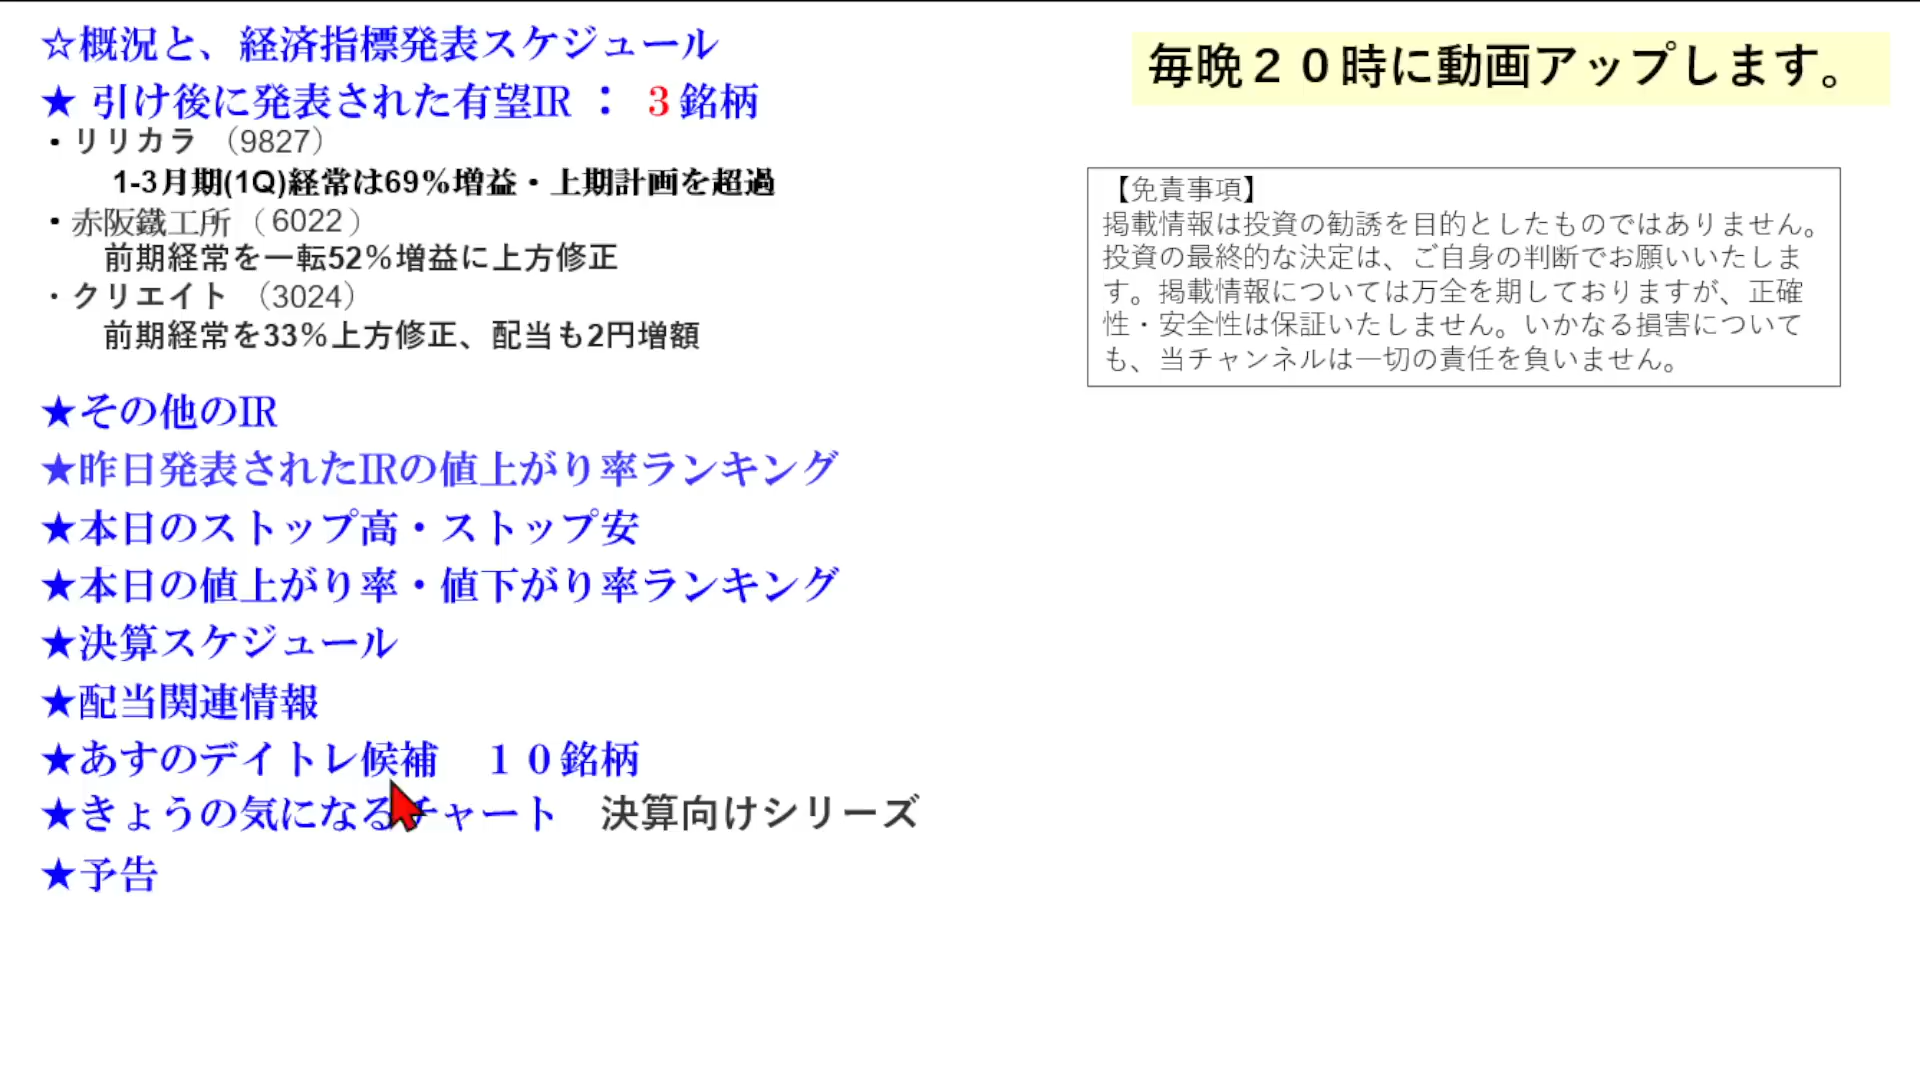 ☆概況と、経済指標発表スケジュール
★ 引け後に発表された有望IR ： ３銘柄
・リリカラ （9827）
1-3月期(1Q)経常は69％増益・上期計画を超過
・赤阪鐵工所（6022）
前期経常を一転52％増益に上方修正
・クリエイト （3024）
前期経常を33％上方修正、配当も2円増額
★その他のIR
★昨日発表されたIRの値上がり率ランキング
★本日のストップ高・ストップ安
★本日の値上がり率・値下がり率ランキング
★決算スケジュール
★配当関連情報
★あすのデイトレ候補　１０銘柄
★きょうの気になるチャート　決算向けシリーズ
★予告
毎晩２０時に動画アップします。
【免責事項】
掲載情報は投資の勧誘を目的としたものではありません。
投資の最終的な決定は、ご自身の判断でお願いいたしま
す。掲載情報については万全を期しておりますが、正確
性・安全性は保証いたしません。いかなる損害について
も、当チャンネルは一切の責任を負いません。